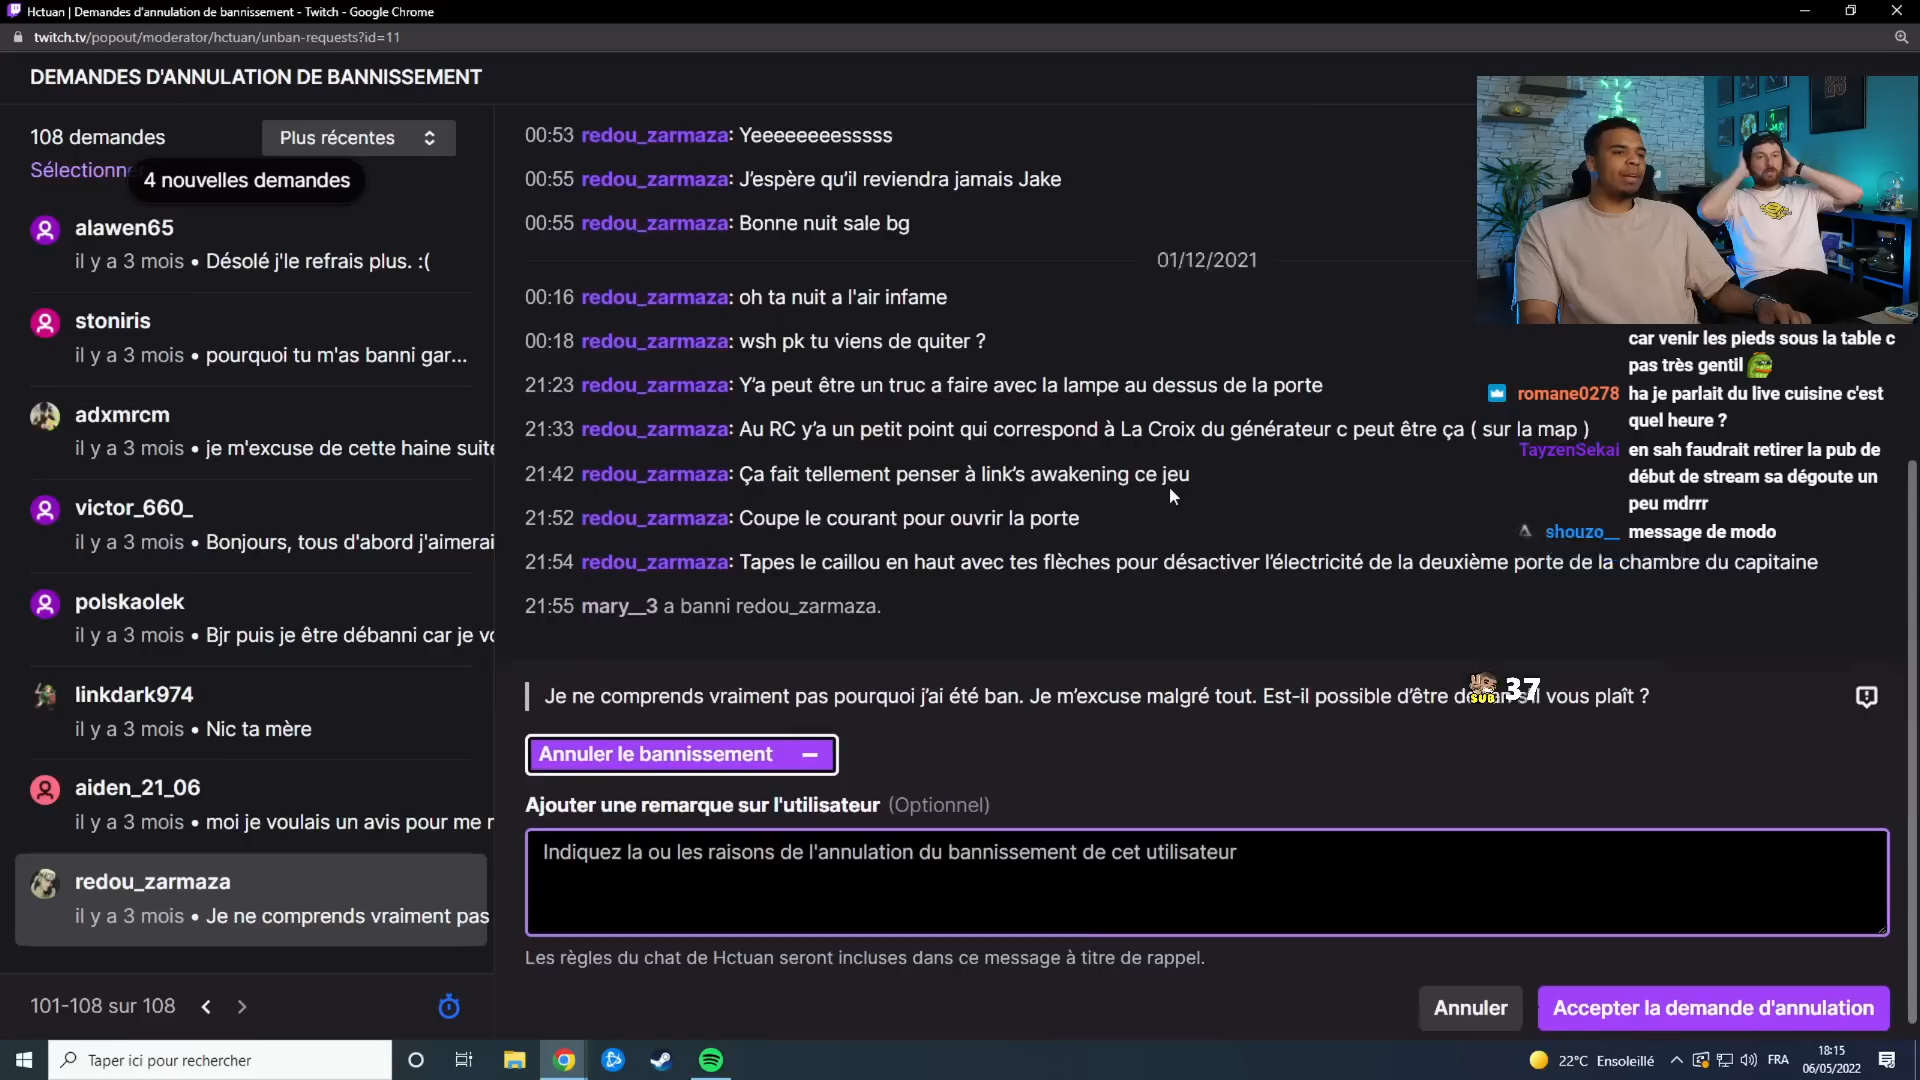 Hctuan | Demandes d'annulation de bannissement - Twitch - Google Chrome
twitch.tv/popout/moderator/hctuan/unban-requests?id=11
DEMANDES D'ANNULATION DE BANNISSEMENT
108 demandes
Plus récentes
Sélectionne
4 nouvelles demandes
alawen65
il y a 3 mois • Désolé j'le refrais plus. :(
stoniris
il y a 3 mois • pourquoi tu m'as banni gar...
adxmrcm
il y a 3 mois • je m'excuse de cette haine suite
victor_660_
il y a 3 mois • Bonjours, tous d'abord j'aimerai
polskaolek
il y a 3 mois • Bjr puis je être débanni car je vo
linkdark974
il y a 3 mois • Nic ta mère
aiden_21_06
il y a 3 mois • moi je voulais un avis pour me r
redou_zarmaza
il y a 3 mois • Je ne comprends vraiment pas
101-108 sur 108
00:53 redou_zarmaza: Yeeeeeeeesssss
00:55 redou_zarmaza: J'espère qu'il reviendra jamais Jake
00:55 redou_zarmaza: Bonne nuit sale bg
01/12/2021
00:16 redou_zarmaza: oh ta nuit a l'air infame
00:18 redou_zarmaza: wsh pk tu viens de quiter ?
21:23 redou_zarmaza: Y'a peut être un truc a faire avec la lampe au dessus de la porte
21:33 redou_zarmaza: Au RC y'a un petit point qui correspond à La Croix du générateur c peut être ça ( sur la map )
21:42 redou_zarmaza: Ça fait tellement penser à link's awakening ce jeu
21:52 redou_zarmaza: Coupe le courant pour ouvrir la porte
21:54 redou_zarmaza: Tapes le caillou en haut avec tes flèches pour désactiver l'électricité de la deuxième porte de la chambre du capitaine
21:55 mary__3 a banni redou_zarmaza.
Je ne comprends vraiment pas pourquoi j'ai été ban. Je m'excuse malgré tout. Est-il possible d'être vous plaît ?
SUB 37
Annuler le bannissement
Ajouter une remarque sur l'utilisateur (Optionnel)
Indiquez la ou les raisons de l'annulation du bannissement de cet utilisateur
Les règles du chat de Hctuan seront incluses dans ce message à titre de rappel.
Annuler
Accepter la demande d'annulation
23
car venir les pieds sous la table c
pas très gentil
romane0278 ha je parlait du live cuisine c'est
quel heure ?
TayzenSekai en sah faudrait retirer la pub de
début de stream sa dégoute un
peu mdrrr
shouzo__ message de modo
Taper ici pour rechercher
22°C Ensoleillé
FRA
18:15
06/05/2022